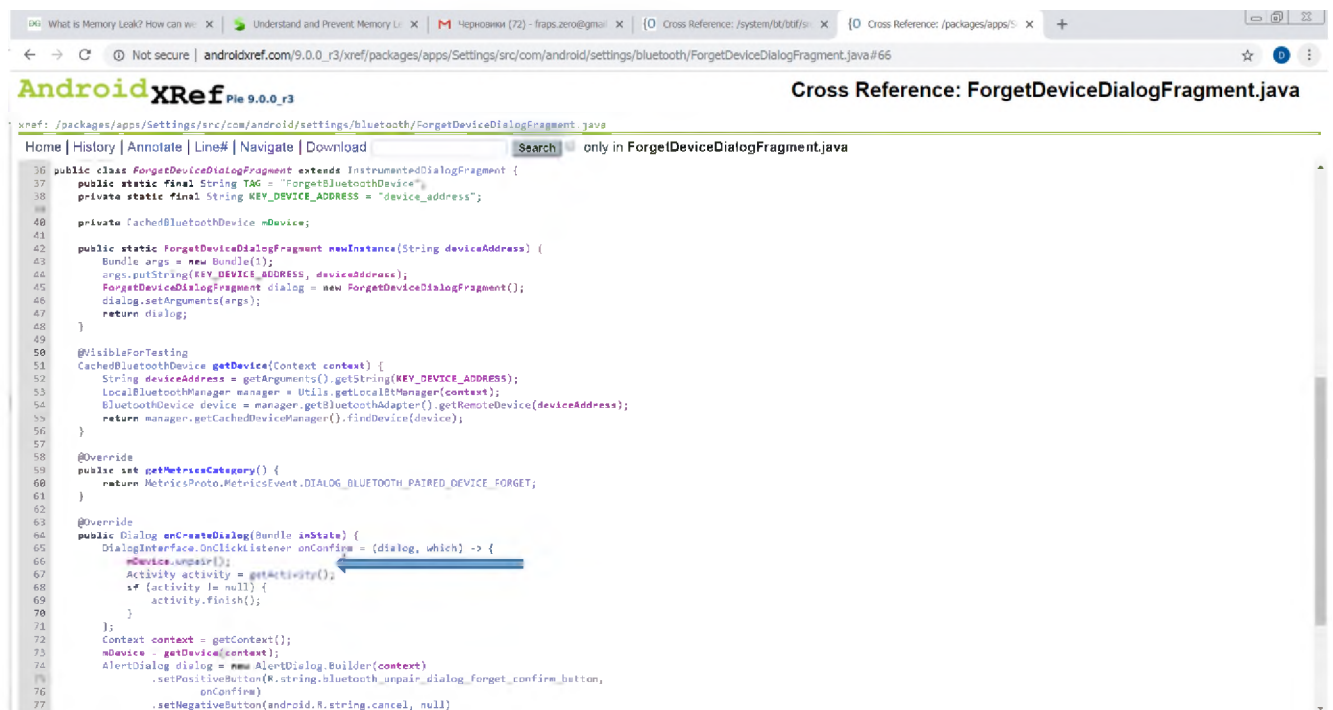 What is Memory Leak? How can we
Understand and Prevent Memory Le
Черновики (72) - fraps.zero@gmai
Cross Reference: /system/bt/btif/sr
Cross Reference: /packages/apps/S
Not secure | androidxref.com/9.0.0_r3/xref/packages/apps/Settings/src/com/android/settings/bluetooth/ForgetDeviceDialogFragment.java#66
AndroidXRef Pie 9.0.0_r3
Cross Reference: ForgetDeviceDialogFragment.java
xref: /packages/apps/Settings/src/com/android/settings/bluetooth/ForgetDeviceDialogFragment.java
Home | History | Annotate | Line# | Navigate | Download Search only in ForgetDeviceDialogFragment.java
36 public class ForgetDeviceDialogFragment extends InstrumentedDialogFragment {
37 public static final String TAG = "ForgetBluetoothDevice";
38 private static final String KEY_DEVICE_ADDRESS = "device_address";
39
40 private CachedBluetoothDevice mDevice;
41
42 public static ForgetDeviceDialogFragment newInstance(String deviceAddress) {
43 Bundle args = new Bundle(1);
44 args.putString(KEY_DEVICE_ADDRESS, deviceAddress);
45 ForgetDeviceDialogFragment dialog = new ForgetDeviceDialogFragment();
46 dialog.setArguments(args);
47 return dialog;
48 }
49
50 @VisibleForTesting
51 CachedBluetoothDevice getDevice(Context context) {
52 String deviceAddress = getArguments().getString(KEY_DEVICE_ADDRESS);
53 LocalBluetoothManager manager = Utils.getLocalBtManager(context);
54 BluetoothDevice device = manager.getBluetoothAdapter().getRemoteDevice(deviceAddress);
55 return manager.getCachedDeviceManager().findDevice(device);
56 }
57
58 @Override
59 public int getMetricsCategory() {
60 return MetricsProto.MetricsEvent.DIALOG_BLUETOOTH_PAIRED_DEVICE_FORGET;
61 }
62
63 @Override
64 public Dialog onCreateDialog(Bundle inState) {
65 DialogInterface.OnClickListener onConfirm = (dialog, which) -> {
66 mDevice.unpair();
67 Activity activity = getActivity();
68 if (activity != null) {
69 activity.finish();
70 }
71 };
72 Context context = getContext();
73 mDevice = getDevice(context);
74 AlertDialog dialog = new AlertDialog.Builder(context)
75 .setPositiveButton(R.string.bluetooth_unpair_dialog_forget_confirm_button,
76 onConfirm)
77 .setNegativeButton(android.R.string.cancel, null)